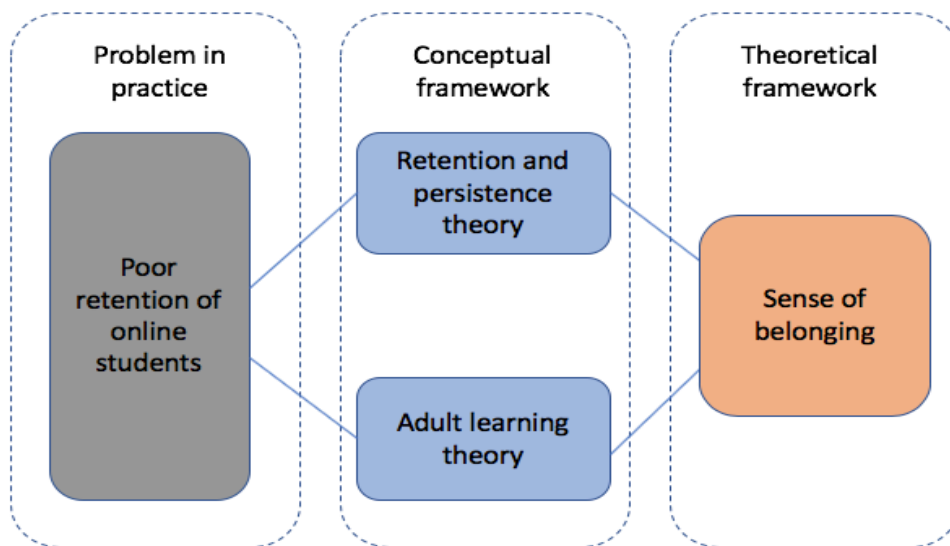 Problem in
practice
Poor
retention of
online
students
Conceptual
framework
Retention and
persistence
theory
Adult learning
theory
Theoretical
framework
Sense of
belonging